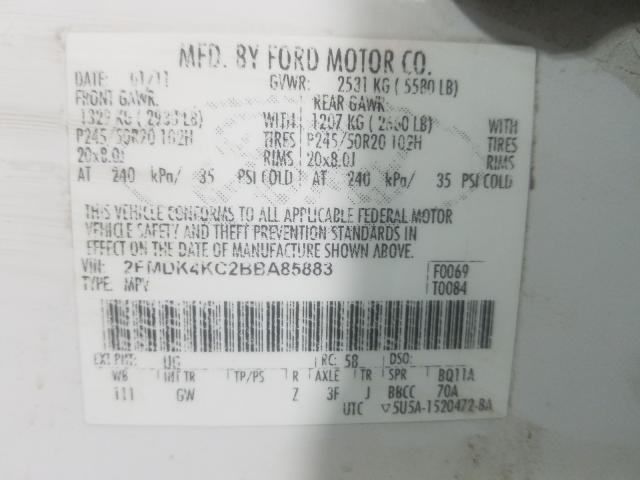 MFD. BY FORD MOTOR CO.
DATE: 01/11 GVWR: 2531 KG ( 5580 LB)
FRONT GAWR: REAR GAWR:
KG ( LB) WITH 1207 KG ( LB) WITH
P245/50R20 102H TIRES P245/50R20 102H TIRES
20x8.0J RIMS 20x8.0J RIMS
AT 240 kPa/ 35 PSI COLD AT 240 kPa/ 35 PSI COLD
THIS VEHICLE CONFORMS TO ALL APPLICABLE FEDERAL MOTOR
VEHICLE SAFETY AND THEFT PREVENTION STANDARDS IN
EFFECT ON THE DATE OF MANUFACTURE SHOWN ABOVE.
VIN: 2FMDK4KC2BBA85883 F0069
TYPE: MPV T0084
EXT PNT: UG RC: 58 DSO:
WB INT TR TP/PS R AXLE TR SPR BQ11A
111 GW Z 3F J BBCC 70A
UTC ▽5U5A-1520472-BA